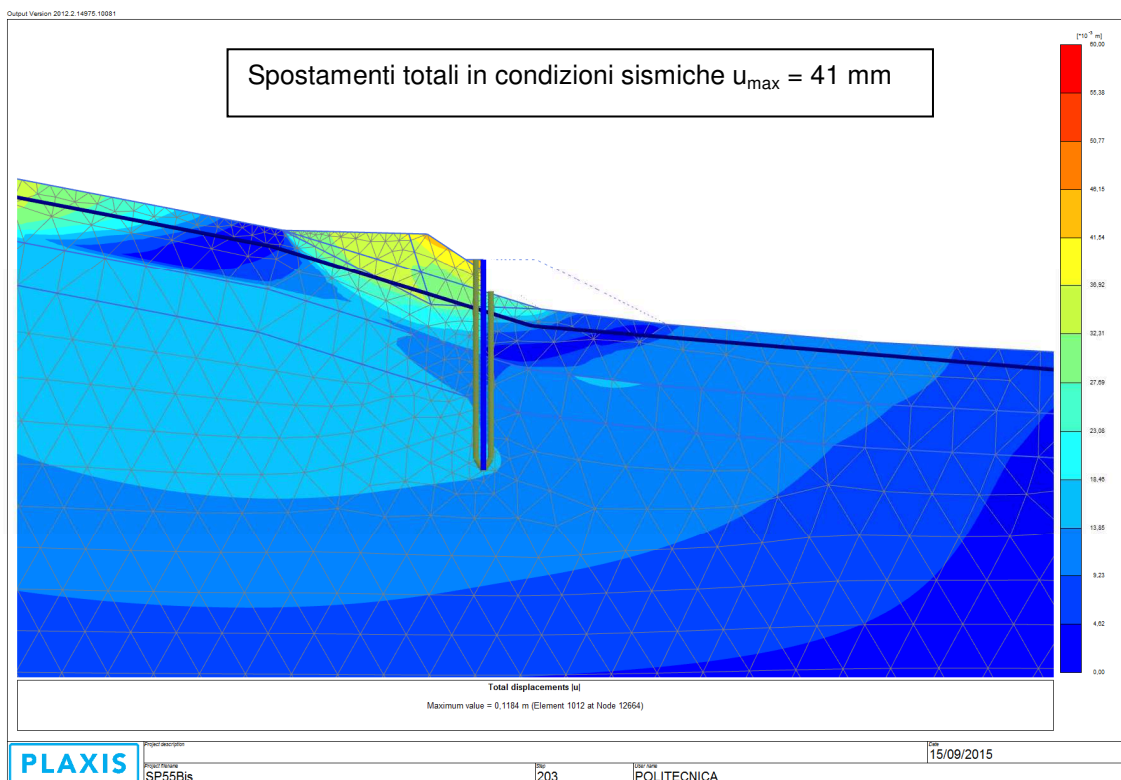 Output Version 2012.2.14976.10081
[*10⁻³ m]
Spostamenti totali in condizioni sismiche umax = 41 mm
60,00
55,38
50,77
46,15
41,54
36,92
32,31
27,69
23,08
18,46
13,85
9,23
4,62
0,00
Total displacements |u|
Maximum value = 0,1184 m (Element 1012 at Node 12664)
PLAXIS
Project description
Date
15/09/2015
Project filename
SP55Bis
Step
203
User name
POLITECNICA